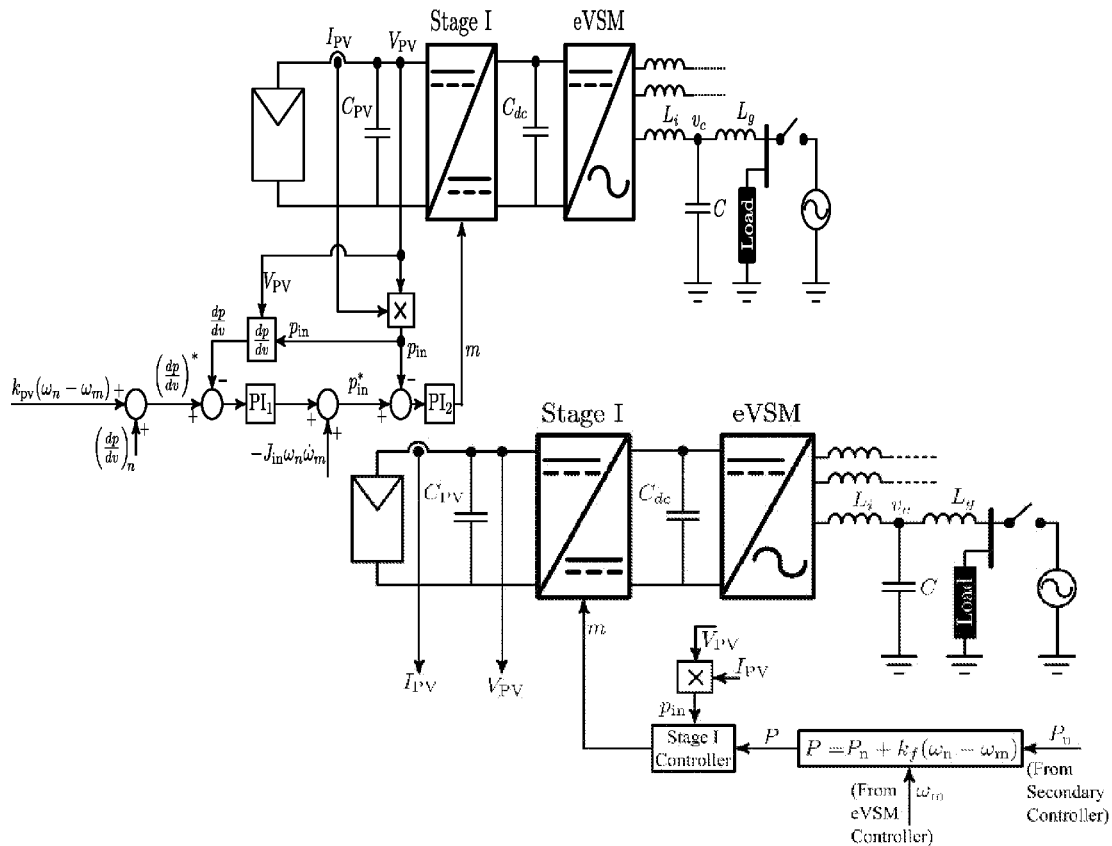 Stage I
eVSM
I_PV
V_PV
C_PV
C_dc
L_i
v_c
L_g
C
Load
V_PV
×
dp/dv
dp/dv
p_in
p_in
m
k_pv(ω_n − ω_m) +
(dp/dv)*
−
PI_1
p*_in
−
PI_2
+
+
+
+
+
(dp/dv)_n
−J_in ω_n ω̇_m
Stage I
eVSM
C_PV
C_dc
L_i
L_g
C
Load
m
I_PV
V_PV
V_PV
I_PV
×
p_in
Stage I
Controller
P
P = P_n + k_f(ω_n − ω_m)
P_n
(From
Secondary
Controller)
(From
eVSM
Controller)
ω_m